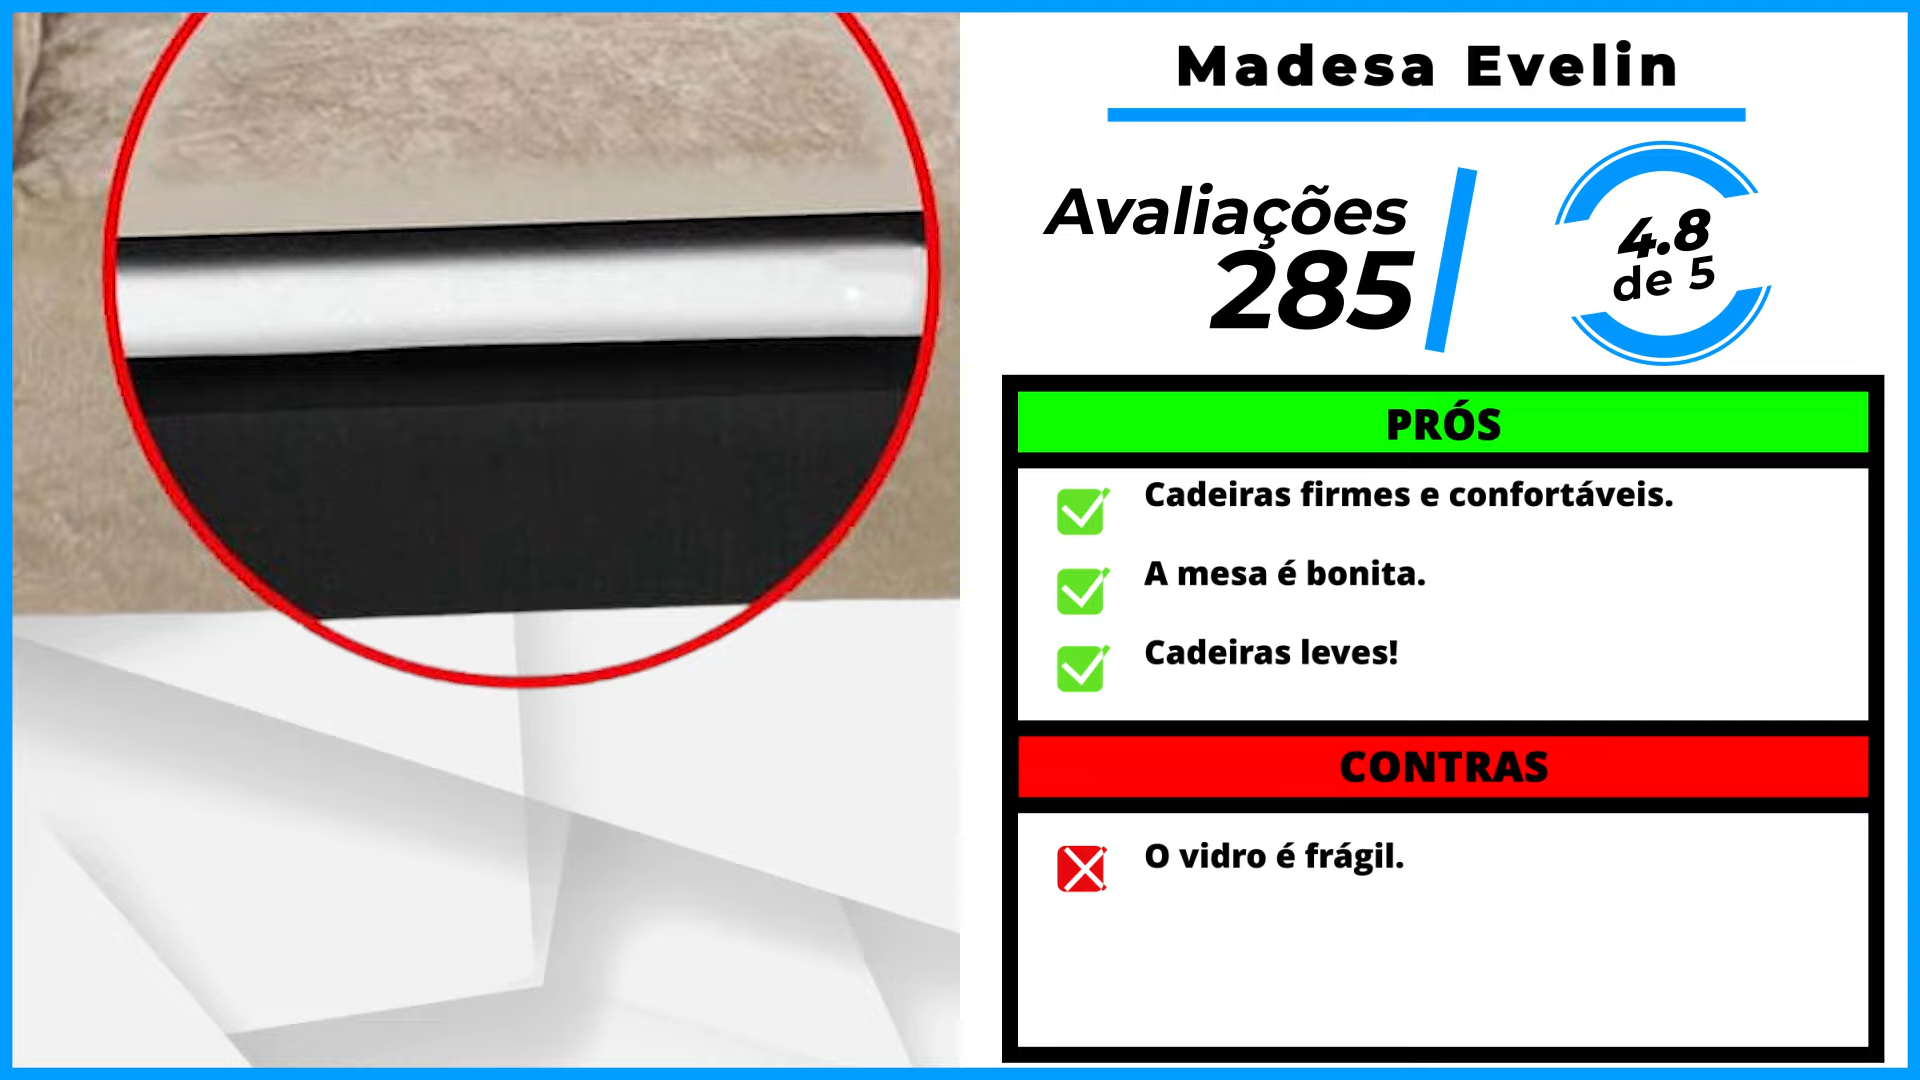 Madesa Evelin
Avaliações
285
4.8
de 5
PRÓS
Cadeiras firmes e confortáveis.
A mesa é bonita.
Cadeiras leves!
CONTRAS
O vidro é frágil.